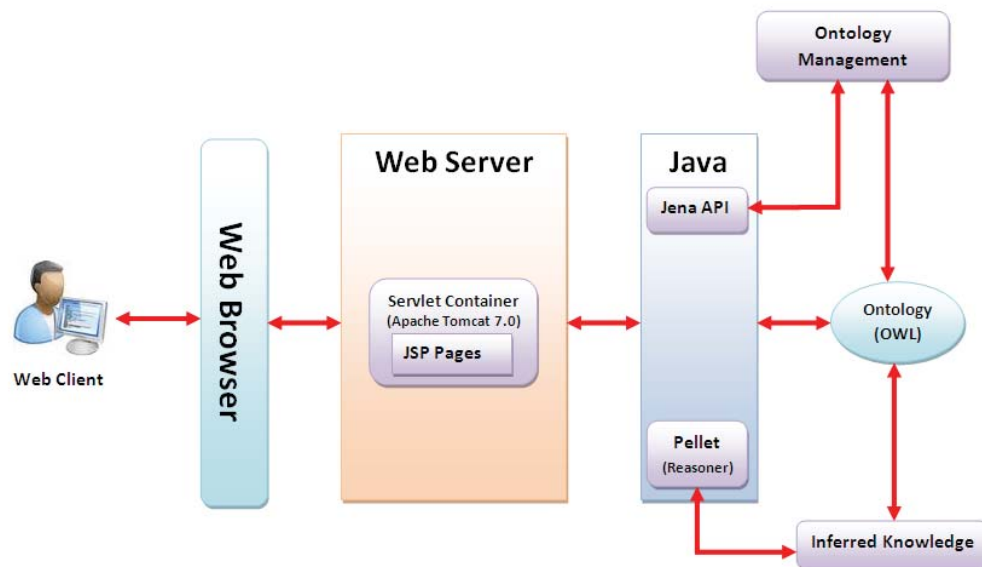 Ontology
Management
Web Server
Java
Jena API
Web Browser
Servlet Container
(Apache Tomcat 7.0)
JSP Pages
Ontology
(OWL)
Web Client
Pellet
(Reasoner)
Inferred Knowledge